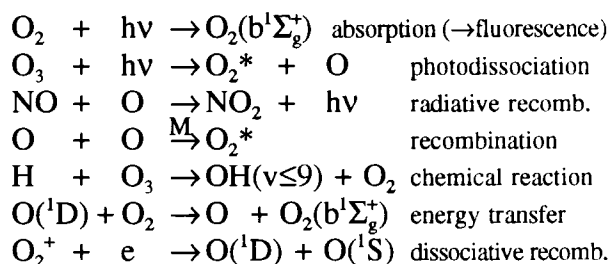 O₂ + hν →O₂(b¹Σg⁺) absorption (→fluorescence)
O₃ + hν →O₂* + O photodissociation
NO + O →NO₂ + hν radiative recomb.
O + O M→ O₂* recombination
H + O₃ →OH(v≤9) + O₂ chemical reaction
O(¹D) + O₂ →O + O₂(b¹Σg⁺) energy transfer
O₂⁺ + e →O(¹D) + O(¹S) dissociative recomb.